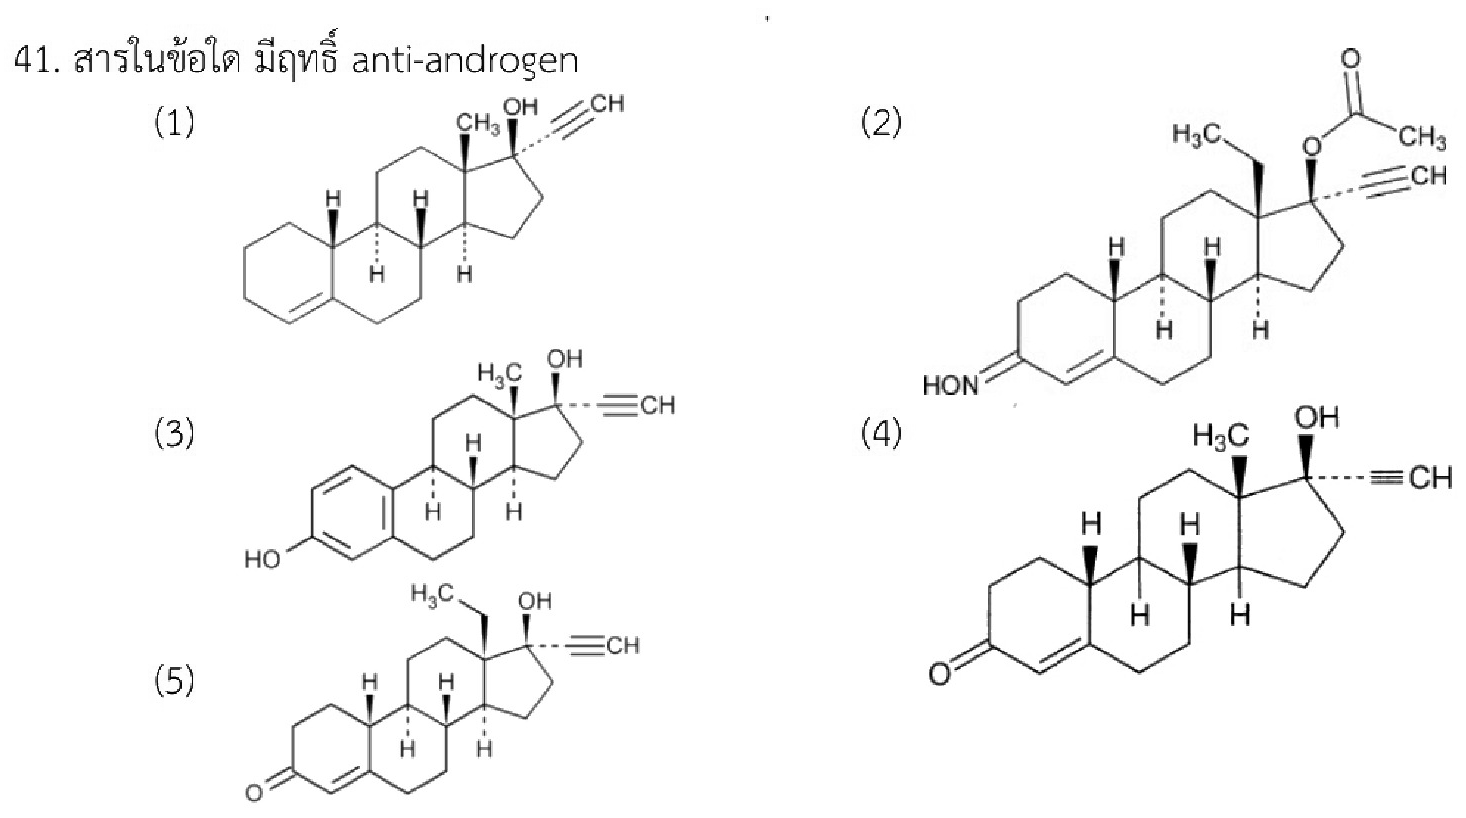 41. สารในข้อใด มีฤทธิ์ anti-androgen
(1)
CH3 OH CH
H H
H H
(2)
O
H3C O CH3
CH
H H
H H
HON
(3)
OH
H3C CH
H
H H
HO
(4)
OH
H3C CH
H H
H H
O
(5)
H3C OH
CH
H H
H H
O